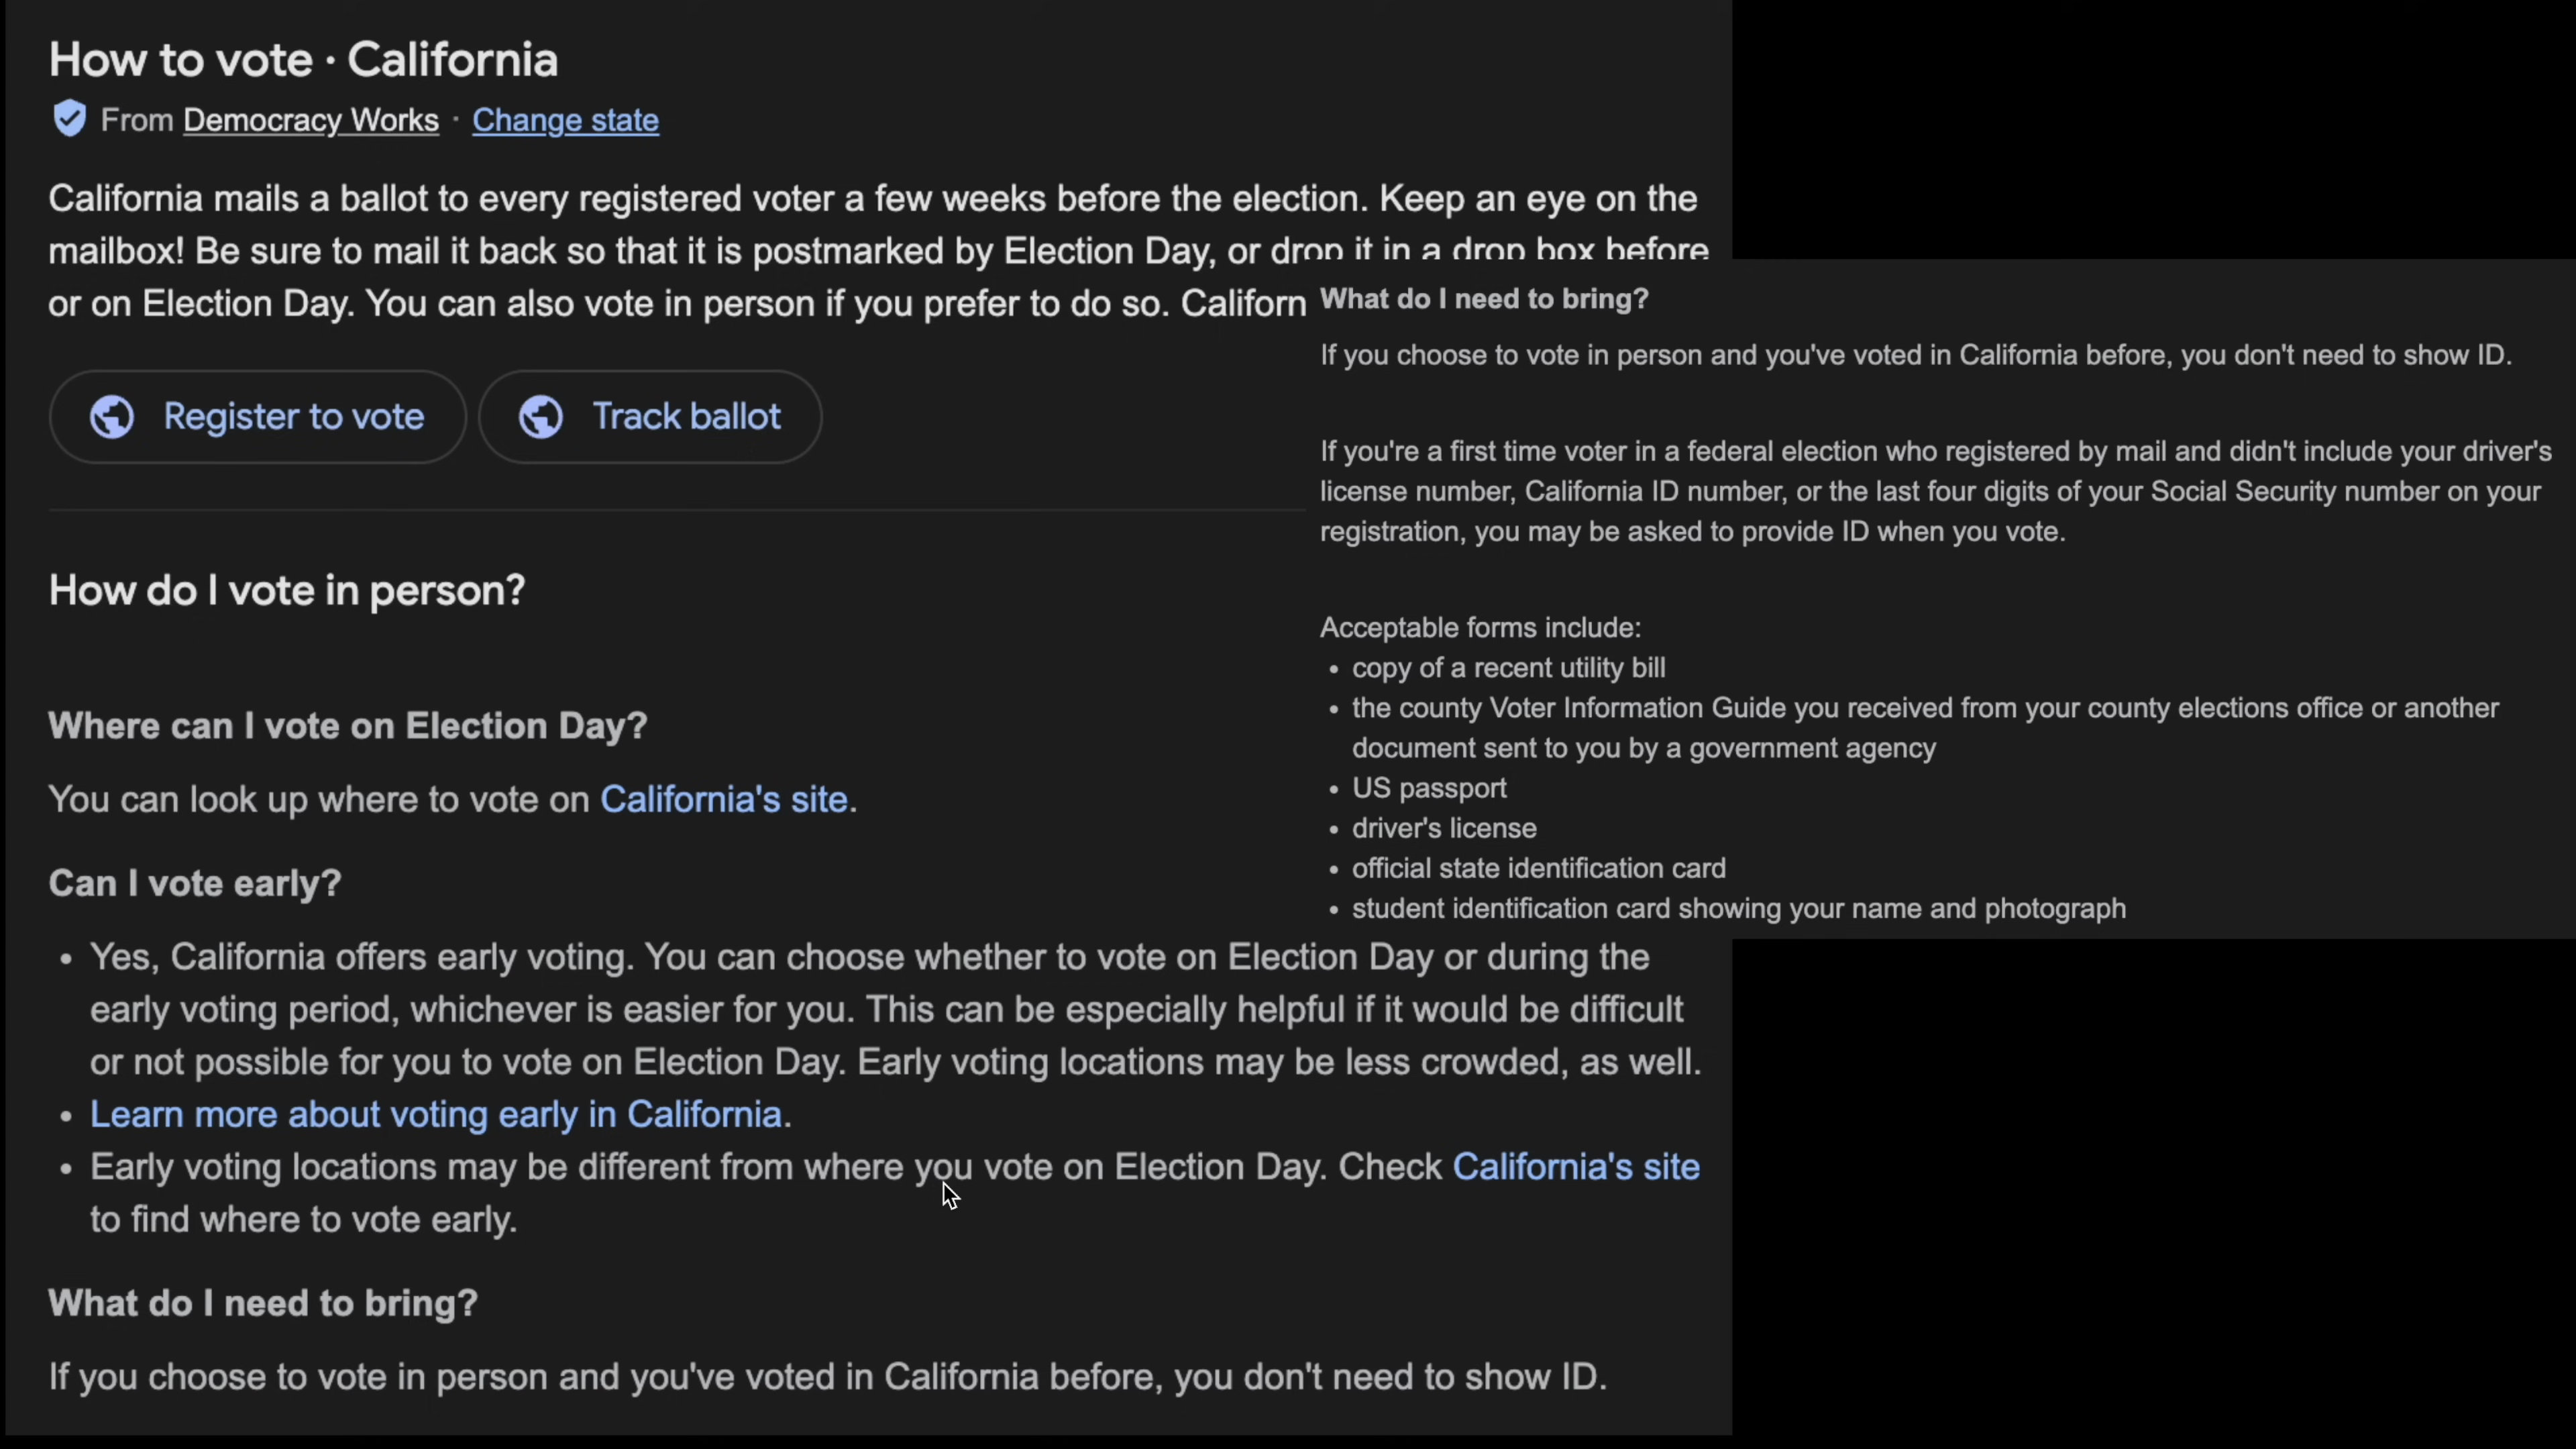 How to vote · California
From Democracy Works · Change state
California mails a ballot to every registered voter a few weeks before the election. Keep an eye on the
mailbox! Be sure to mail it back so that it is postmarked by Election Day, or drop it in a drop box before
or on Election Day. You can also vote in person if you prefer to do so. Californ
Register to vote
Track ballot
How do I vote in person?
Where can I vote on Election Day?
You can look up where to vote on California's site.
Can I vote early?
• Yes, California offers early voting. You can choose whether to vote on Election Day or during the
early voting period, whichever is easier for you. This can be especially helpful if it would be difficult
or not possible for you to vote on Election Day. Early voting locations may be less crowded, as well.
• Learn more about voting early in California.
• Early voting locations may be different from where you vote on Election Day. Check California's site
to find where to vote early.
What do I need to bring?
If you choose to vote in person and you've voted in California before, you don't need to show ID.
What do I need to bring?
If you choose to vote in person and you've voted in California before, you don't need to show ID.
If you're a first time voter in a federal election who registered by mail and didn't include your driver's
license number, California ID number, or the last four digits of your Social Security number on your
registration, you may be asked to provide ID when you vote.
Acceptable forms include:
• copy of a recent utility bill
• the county Voter Information Guide you received from your county elections office or another
document sent to you by a government agency
• US passport
• driver's license
• official state identification card
• student identification card showing your name and photograph